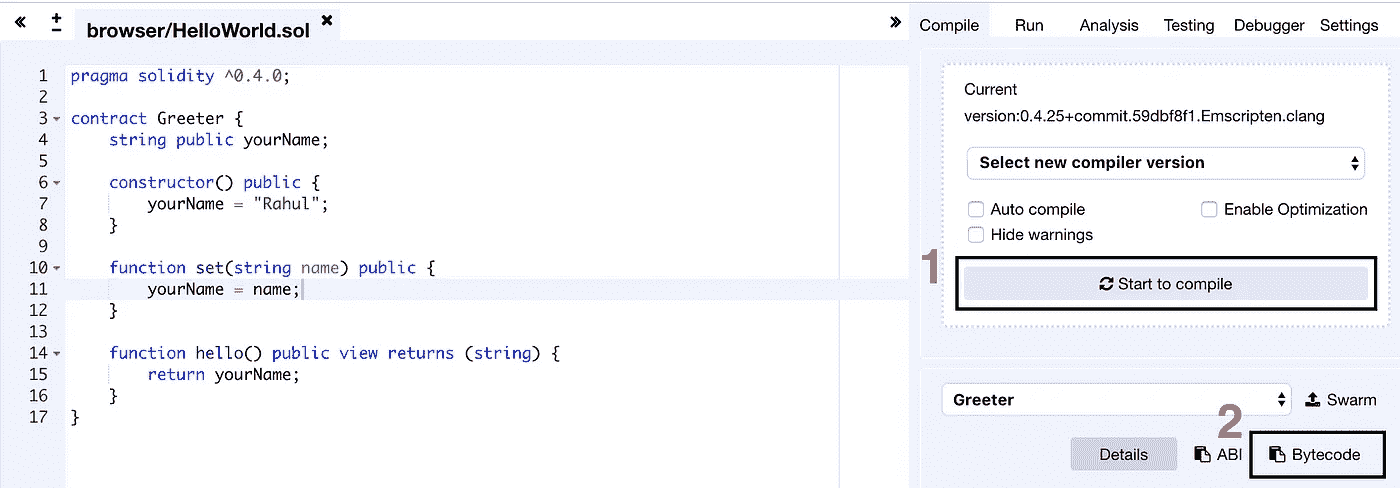 browser/HelloWorld.sol
Compile Run Analysis Testing Debugger Settings
1 pragma solidity ^0.4.0;
2
3 contract Greeter {
4 string public yourName;
5
6 constructor() public {
7 yourName = "Rahul";
8 }
9
10 function set(string name) public {
11 yourName = name;
12 }
13
14 function hello() public view returns (string) {
15 return yourName;
16 }
17 }
Current
version:0.4.25+commit.59dbf8f1.Emscripten.clang
Select new compiler version
Auto compile Enable Optimization
Hide warnings
1 Start to compile
Greeter Swarm
2
Details ABI Bytecode